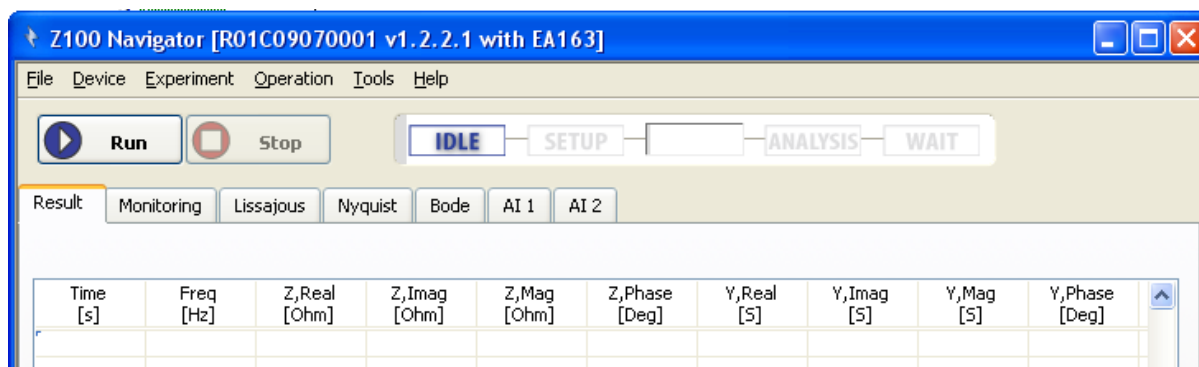 Z100 Navigator [R01C09070001 v1.2.2.1 with EA163]
File Device Experiment Operation Tools Help
Run Stop IDLE SETUP ANALYSIS WAIT
Result Monitoring Lissajous Nyquist Bode AI 1 AI 2
Time Freq Z,Real Z,Imag Z,Mag Z,Phase Y,Real Y,Imag Y,Mag Y,Phase
[s] [Hz] [Ohm] [Ohm] [Ohm] [Deg] [S] [S] [S] [Deg]